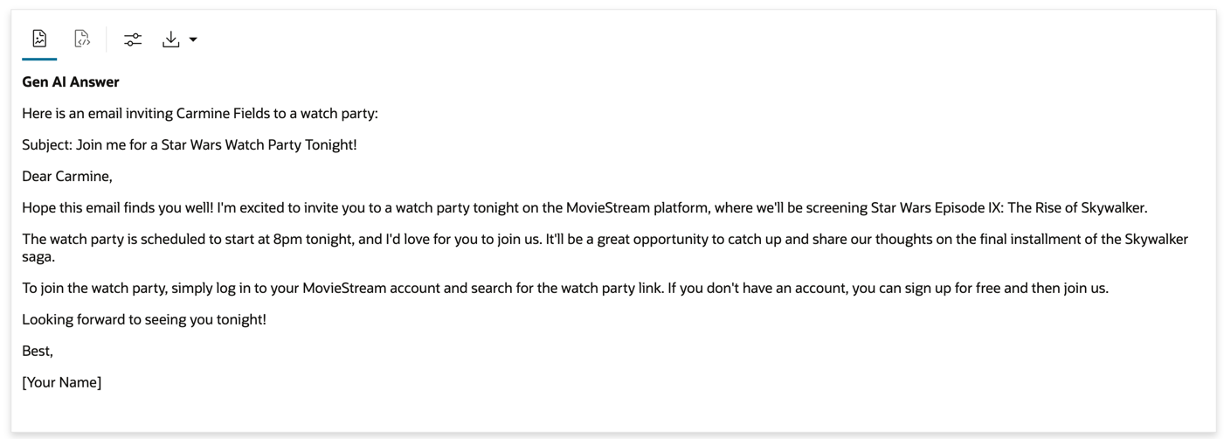 Gen AI Answer
Here is an email inviting Carmine Fields to a watch party:
Subject: Join me for a Star Wars Watch Party Tonight!
Dear Carmine,
Hope this email finds you well! I'm excited to invite you to a watch party tonight on the MovieStream platform, where we'll be screening Star Wars Episode IX: The Rise of Skywalker.
The watch party is scheduled to start at 8pm tonight, and I'd love for you to join us. It'll be a great opportunity to catch up and share our thoughts on the final installment of the Skywalker
saga.
To join the watch party, simply log in to your MovieStream account and search for the watch party link. If you don't have an account, you can sign up for free and then join us.
Looking forward to seeing you tonight!
Best,
[Your Name]